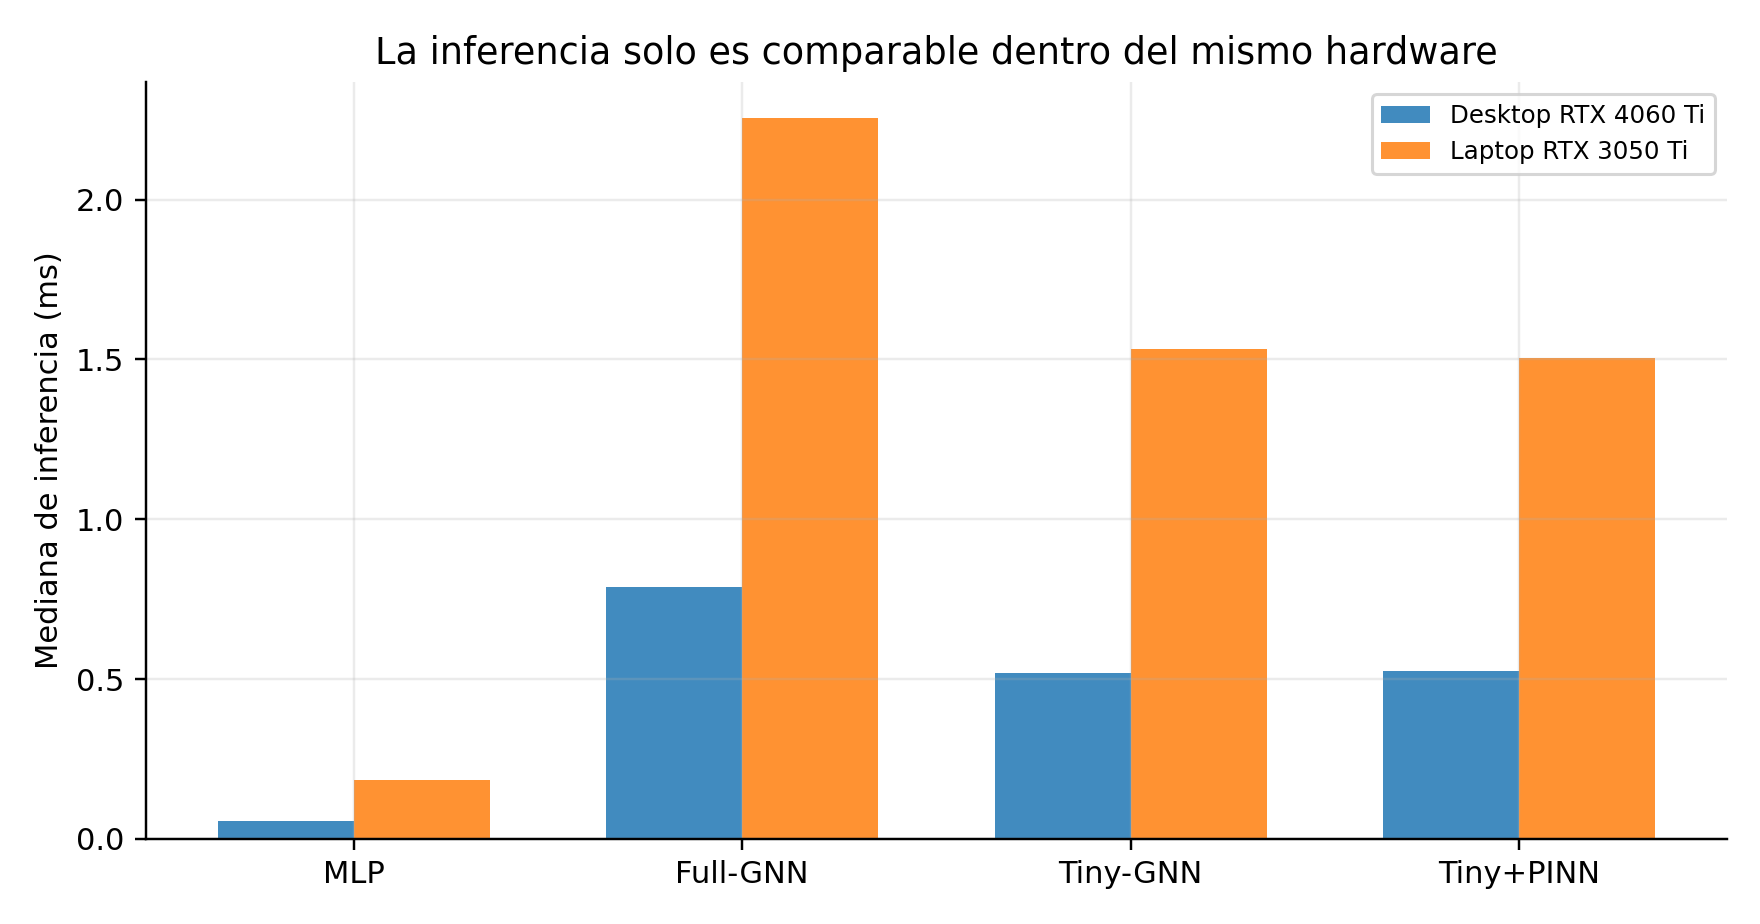 La inferencia solo es comparable dentro del mismo hardware
Desktop RTX 4060 Ti
Laptop RTX 3050 Ti
Mediana de inferencia (ms)
2.0
1.5
1.0
0.5
0.0
MLP
Full-GNN
Tiny-GNN
Tiny+PINN